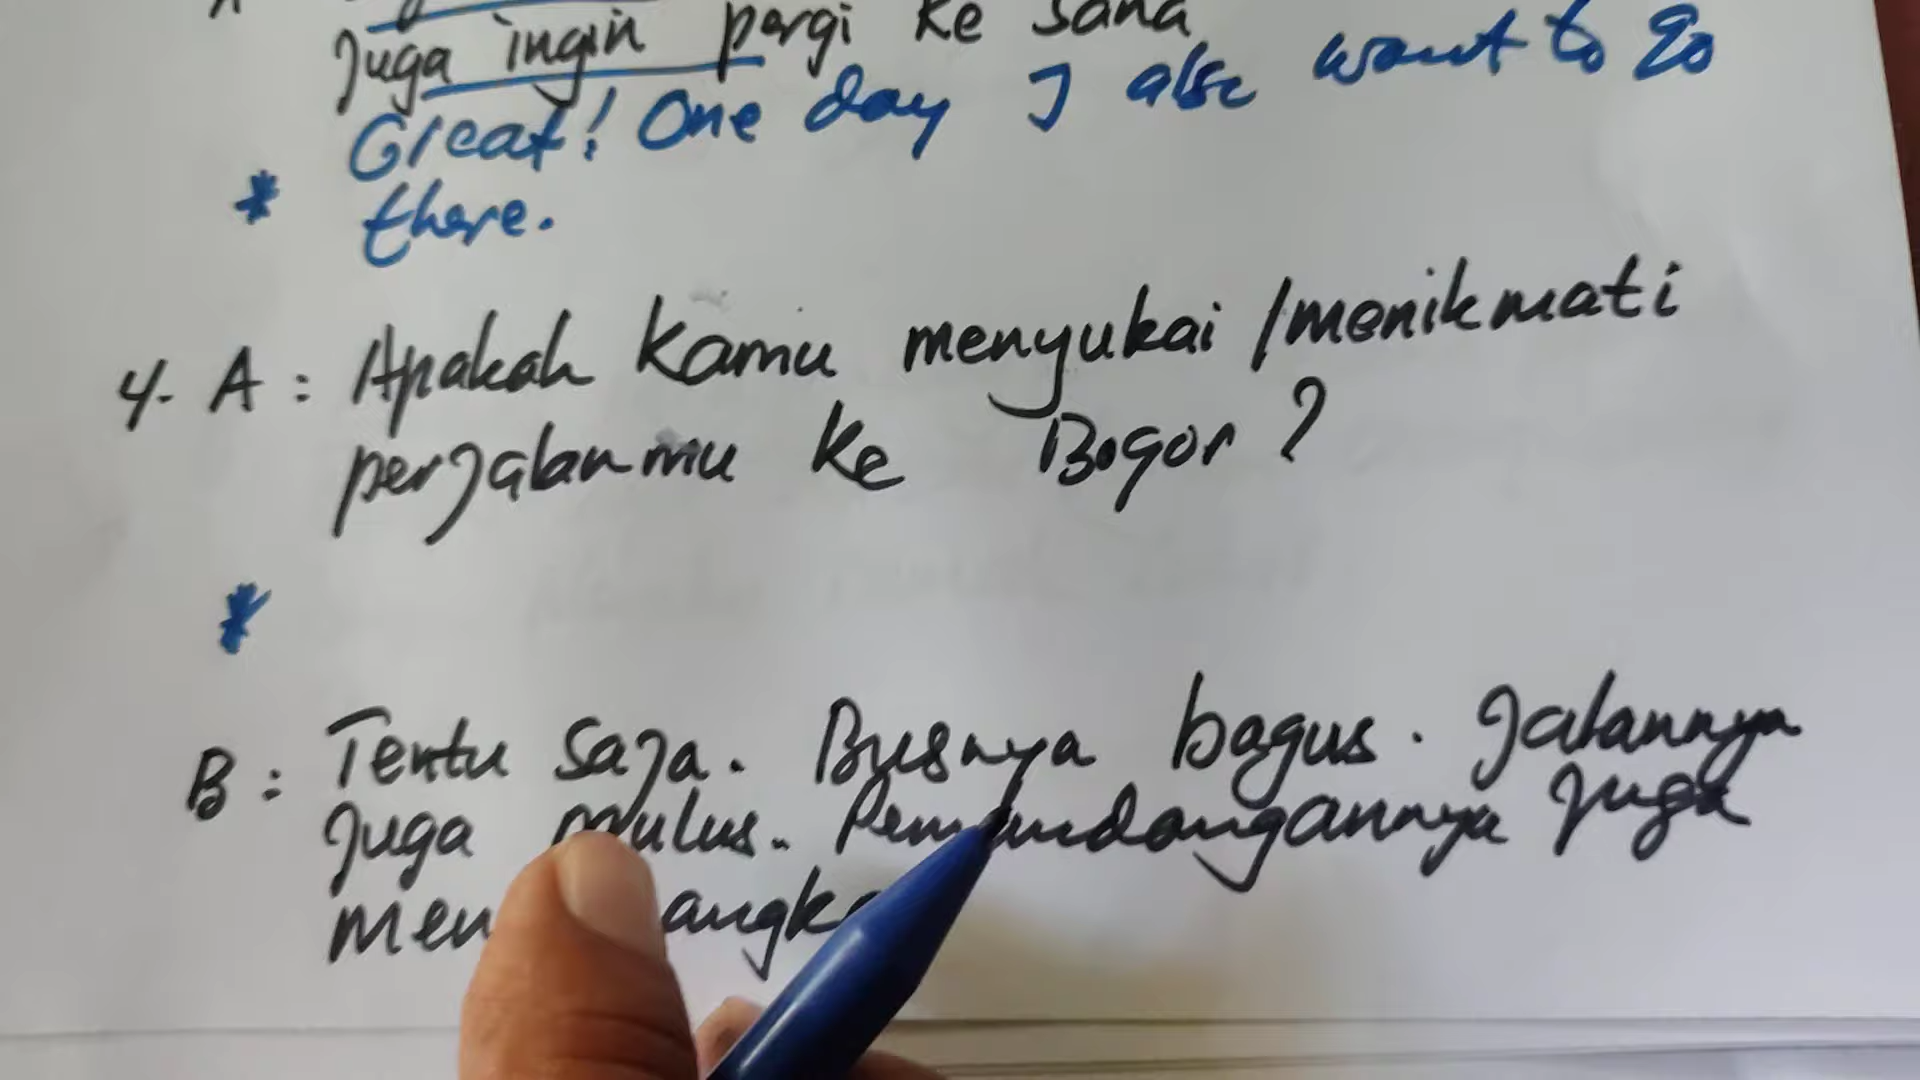 Juga ingin pergi ke sana
Great! One day I also want to go
* there.
4. A : Apakah kamu menyukai / menikmati
perjalanmu ke Bogor ?
*
B : Tentu saja. Busnya bagus. Jalannya
juga mulus. Pemandangannya juga